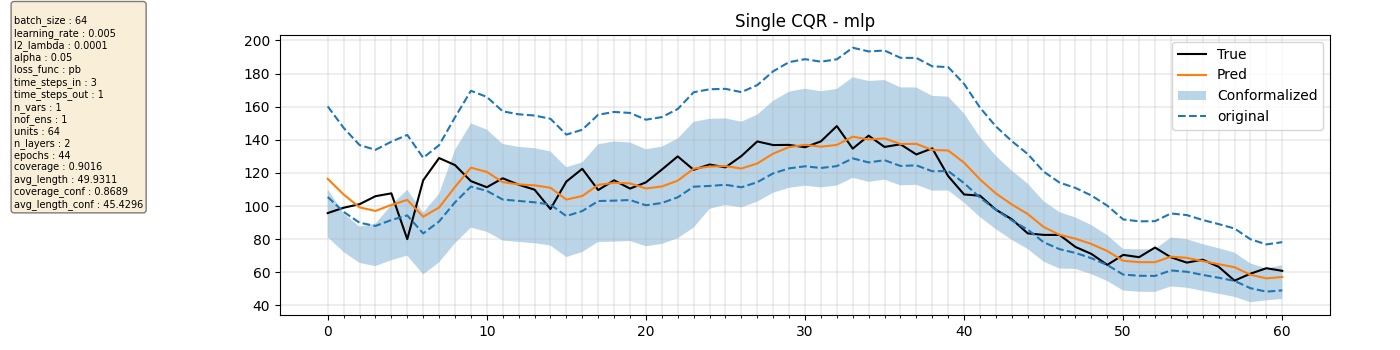 batch_size : 64
learning_rate : 0.005
l2_lambda : 0.0001
alpha : 0.05
loss_func : pb
time_steps_in : 3
time_steps_out : 1
n_vars : 1
nof_ens : 1
units : 64
n_layers : 2
epochs : 44
coverage : 0.9016
avg_length : 49.9311
coverage_conf : 0.8689
avg_length_conf : 45.4296
Single CQR - mlp
200
180
160
140
120
100
80
60
40
True
Pred
Conformalized
original
0 10 20 30 40 50 60